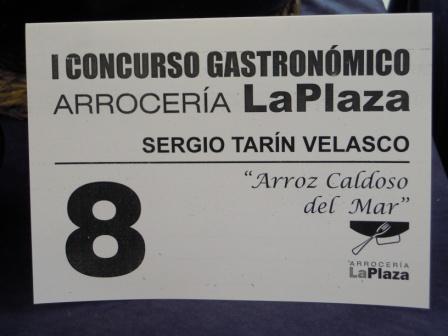 I CONCURSO GASTRONÓMICO
ARROCERÍA LaPlaza
SERGIO TARÍN VELASCO
8
“Arroz Caldoso
del Mar”
ARROCERÍA
LaPlaza